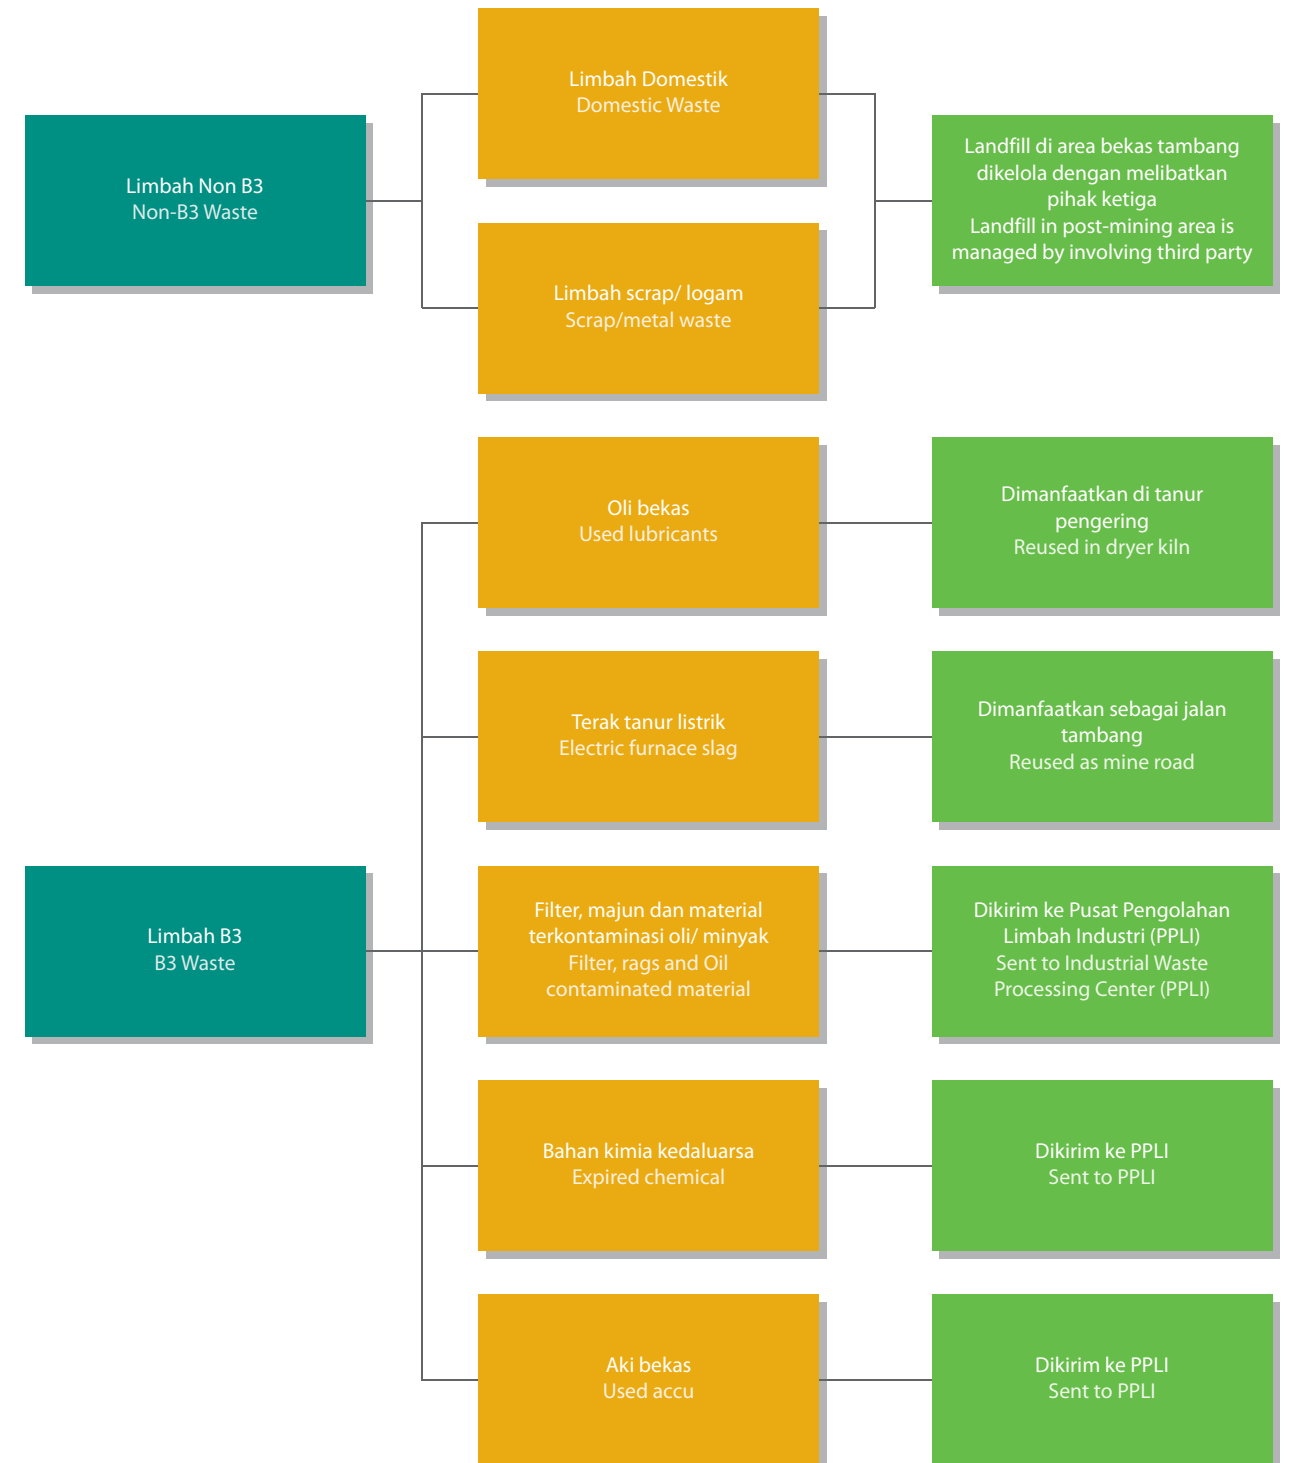 Limbah Non B3
Non-B3 Waste
Limbah Domestik
Domestic Waste
Limbah scrap/ logam
Scrap/metal waste
Landfill di area bekas tambang
dikelola dengan melibatkan
pihak ketiga
Landfill in post-mining area is
managed by involving third party
Limbah B3
B3 Waste
Oli bekas
Used lubricants
Dimanfaatkan di tanur
pengering
Reused in dryer kiln
Terak tanur listrik
Electric furnace slag
Dimanfaatkan sebagai jalan
tambang
Reused as mine road
Filter, majun dan material
terkontaminasi oli/ minyak
Filter, rags and Oil
contaminated material
Dikirim ke Pusat Pengolahan
Limbah Industri (PPLI)
Sent to Industrial Waste
Processing Center (PPLI)
Bahan kimia kedaluarsa
Expired chemical
Dikirim ke PPLI
Sent to PPLI
Aki bekas
Used accu
Dikirim ke PPLI
Sent to PPLI